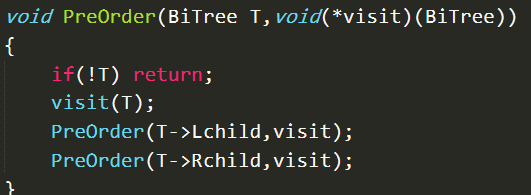 void PreOrder(BiTree T,void(*visit)(BiTree))
{
    if(!T) return;
    visit(T);
    PreOrder(T->Lchild,visit);
    PreOrder(T->Rchild,visit);
}